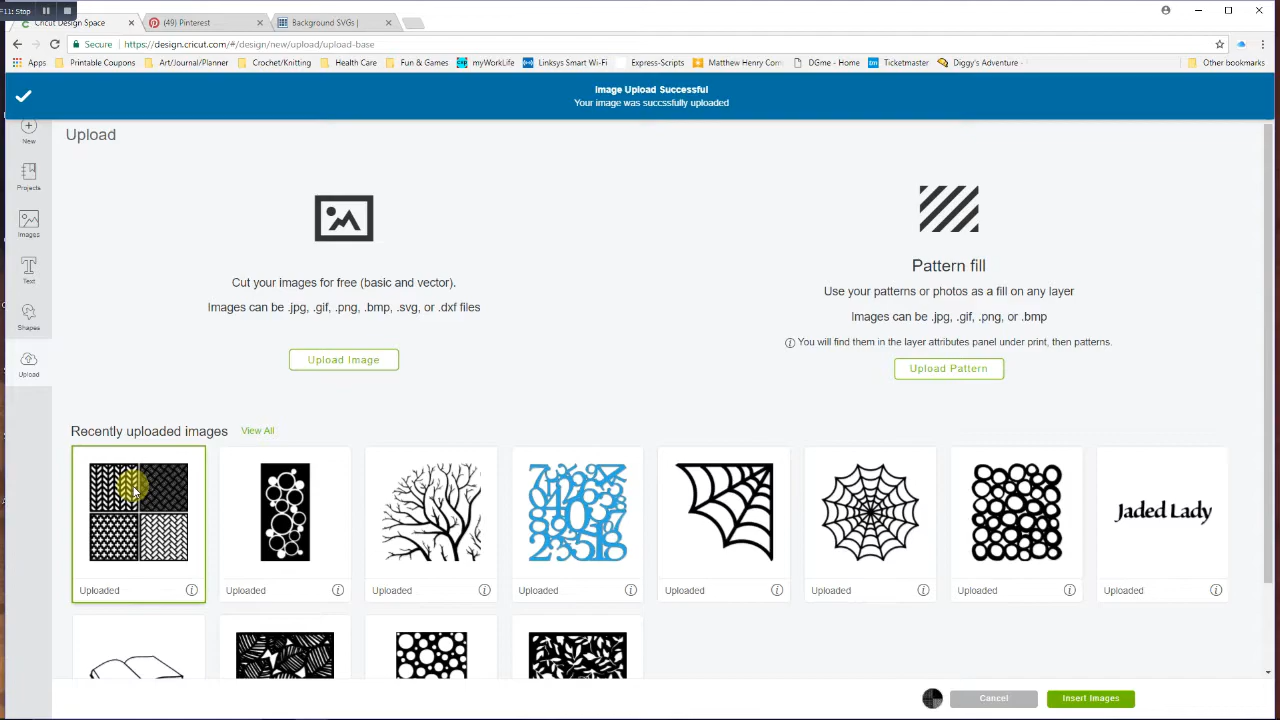 F11: Stop
Cricut Design Space
(49) Pinterest
Background SVGs |
Secure https://design.cricut.com/#/design/new/upload/upload-base
Apps Printable Coupons Art/Journal/Planner Crochet/Knitting Health Care Fun & Games myWorkLife Linksys Smart Wi-Fi Express-Scripts Matthew Henry Com DGme - Home Ticketmaster Diggy's Adventure - Other bookmarks
Image Upload Successful
Your image was succssfully uploaded
New
Projects
Images
Text
Shapes
Upload
Upload
Cut your images for free (basic and vector).
Images can be .jpg, .gif, .png, .bmp, .svg, or .dxf files
Upload Image
Pattern fill
Use your patterns or photos as a fill on any layer
Images can be .jpg, .gif, .png, or .bmp
You will find them in the layer attributes panel under print, then patterns.
Upload Pattern
Recently uploaded images View All
Jaded Lady
Uploaded Uploaded Uploaded Uploaded Uploaded Uploaded Uploaded Uploaded
Cancel Insert Images